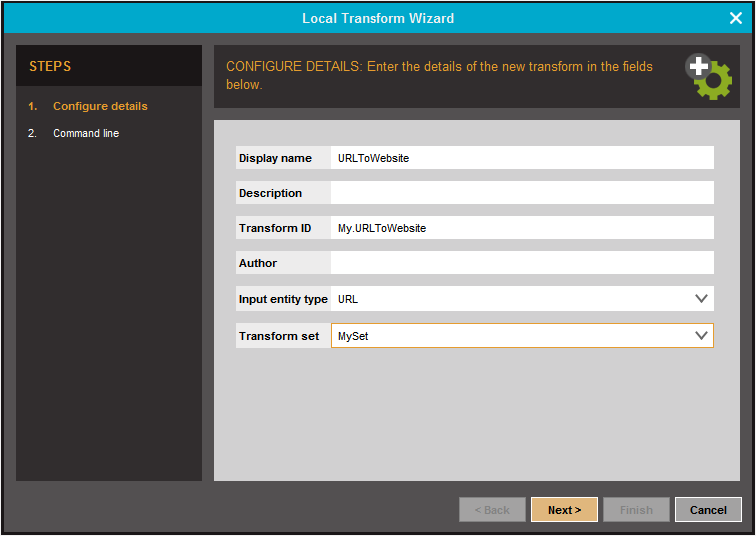 Local Transform Wizard
STEPS
1. Configure details
2. Command line
CONFIGURE DETAILS: Enter the details of the new transform in the fields
below.
Display name URLToWebsite
Description
Transform ID My.URLToWebsite
Author
Input entity type URL
Transform set MySet
< Back Next > Finish Cancel